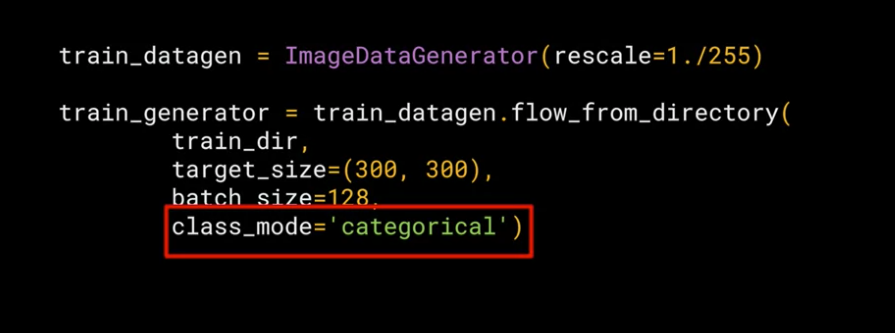 train_datagen = ImageDataGenerator(rescale=1./255)
train_generator = train_datagen.flow_from_directory(
train_dir,
target_size=(300, 300),
batch_size=128,
class_mode='categorical')